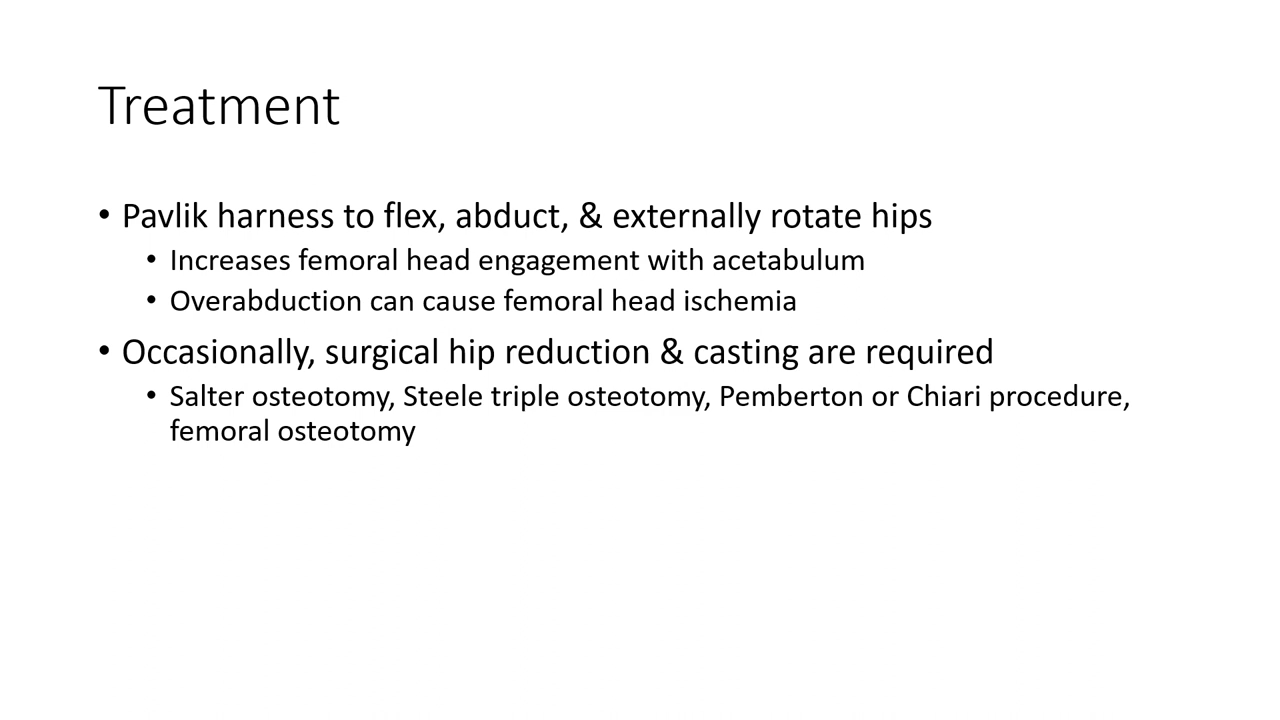 Treatment
• Pavlik harness to flex, abduct, & externally rotate hips
• Increases femoral head engagement with acetabulum
• Overabduction can cause femoral head ischemia
• Occasionally, surgical hip reduction & casting are required
• Salter osteotomy, Steele triple osteotomy, Pemberton or Chiari procedure,
femoral osteotomy